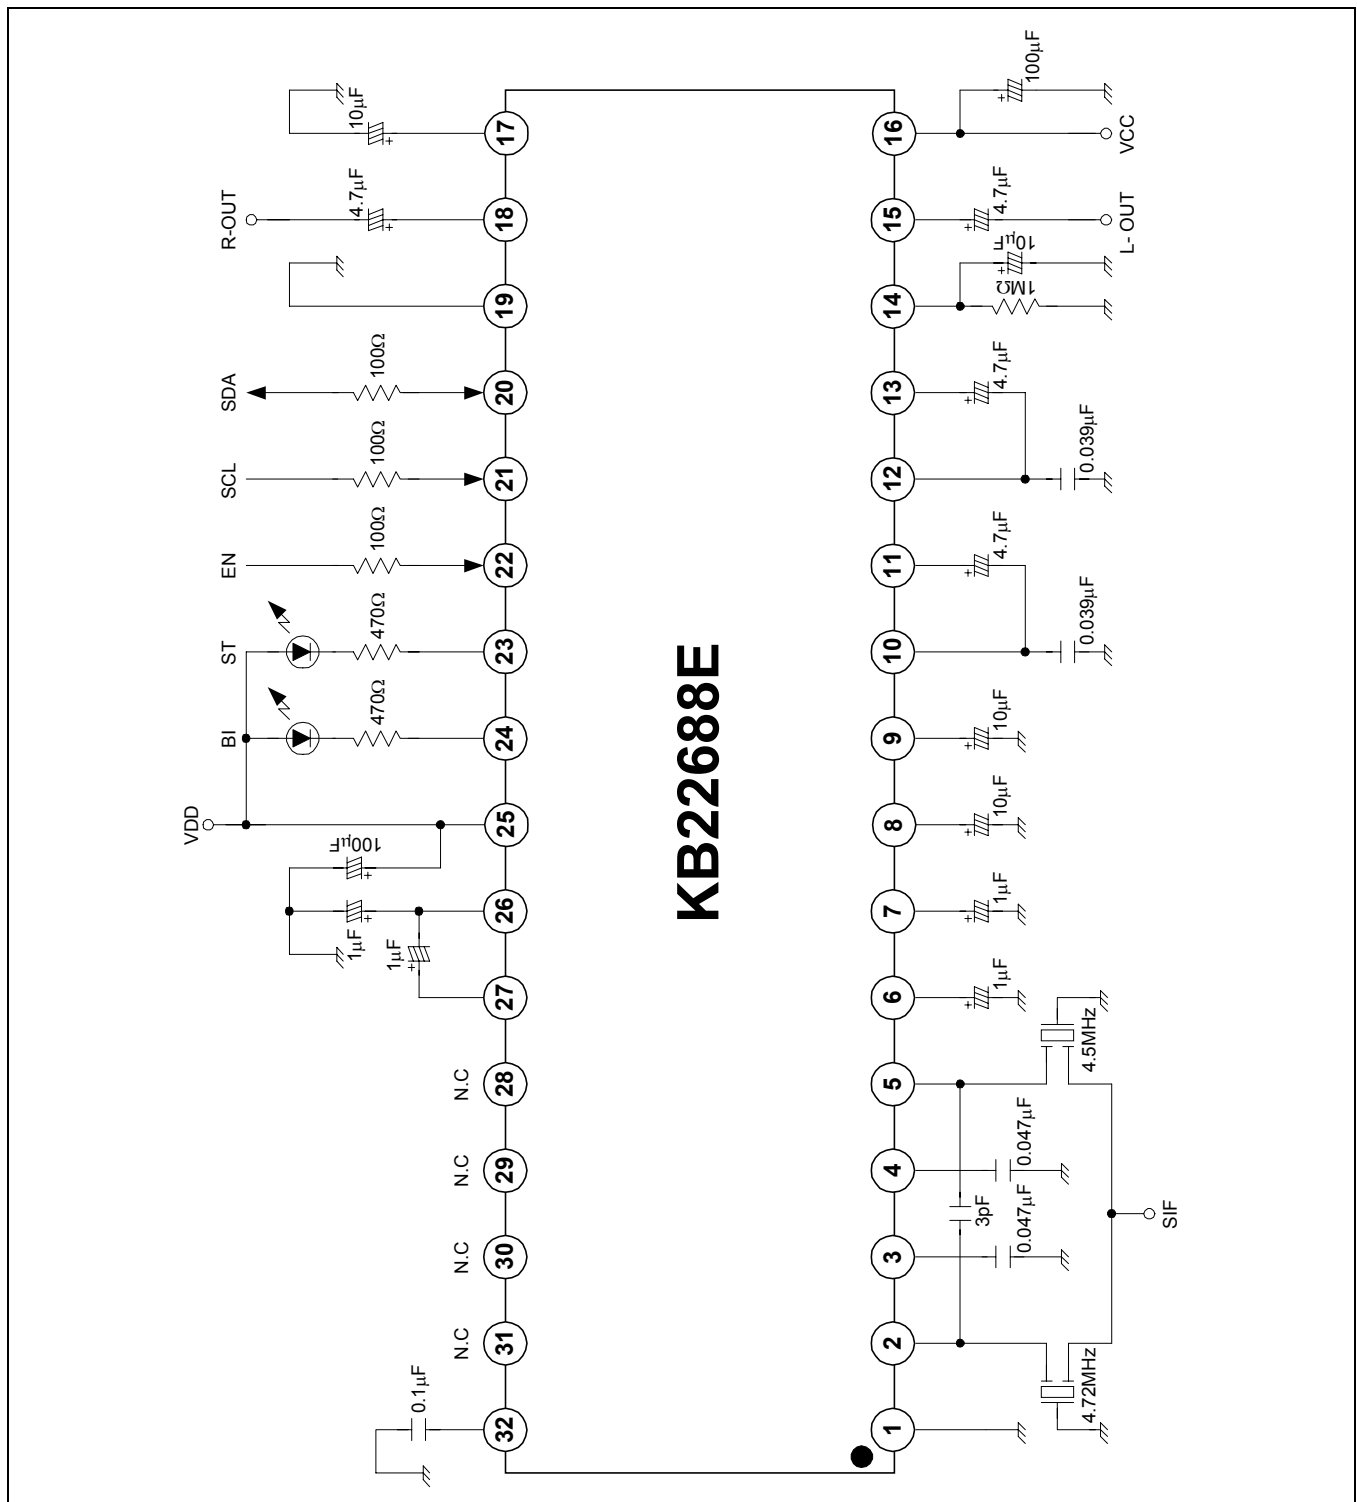 100µF
10µF
17
16
VCC
R-OUT
4.7µF
18
15
4.7µF
L- OUT
10µF
19
14
1MΩ
SDA
100Ω
20
13
4.7µF
SCL
100Ω
21
12
0.039µF
EN
100Ω
22
11
4.7µF
ST
470Ω
23
10
0.039µF
BI
470Ω
24
9
10µF
KB22688E
VDD
25
8
10µF
100µF
26
7
1µF
1µF
1µF
27
6
1µF
N.C
28
5
4.5MHz
N.C
29
4
0.047µF
3pF
SIF
N.C
30
3
0.047µF
N.C
31
2
4.72MHz
0.1µF
32
1